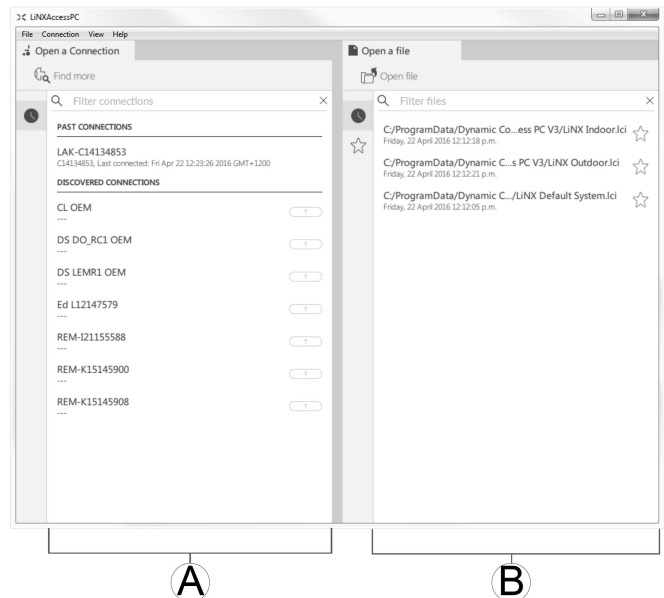 LiNXAccessPC
File Connection View Help
Open a Connection
Find more
Filter connections
PAST CONNECTIONS
LAK-C14134853
C14134853, Last connected: Fri Apr 22 12:23:26 2016 GMT+1200
DISCOVERED CONNECTIONS
CL OEM
---
?
DS DO_RC1 OEM
---
?
DS LEMR1 OEM
---
?
Ed L12147579
---
?
REM-I21155588
---
?
REM-K15145900
---
?
REM-K15145908
---
?
Open a file
Open file
Filter files
C:/ProgramData/Dynamic Co...ess PC V3/LiNX Indoor.lci
Friday, 22 April 2016 12:12:18 p.m.
C:/ProgramData/Dynamic C...s PC V3/LiNX Outdoor.lci
Friday, 22 April 2016 12:12:21 p.m.
C:/ProgramData/Dynamic C.../LiNX Default System.lci
Friday, 22 April 2016 12:12:05 p.m.
A
B